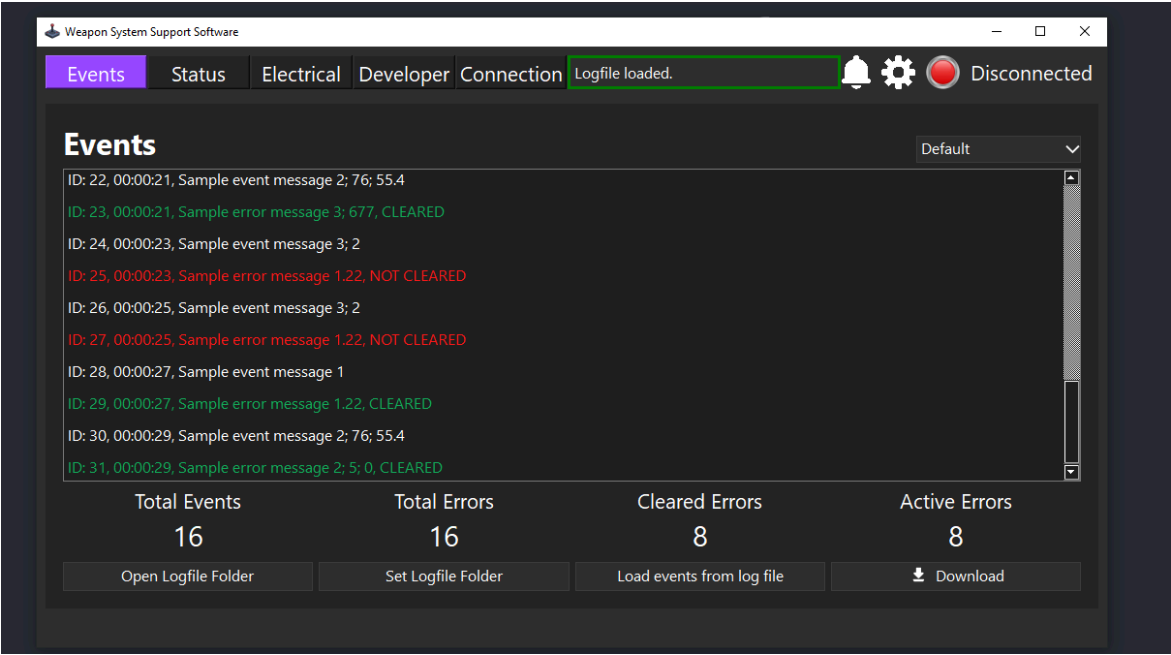 Weapon System Support Software
Events Status Electrical Developer Connection Logfile loaded. Disconnected
Events
Default
ID: 22, 00:00:21, Sample event message 2; 76; 55.4
ID: 23, 00:00:21, Sample error message 3; 677, CLEARED
ID: 24, 00:00:23, Sample event message 3; 2
ID: 25, 00:00:23, Sample error message 1.22, NOT CLEARED
ID: 26, 00:00:25, Sample event message 3; 2
ID: 27, 00:00:25, Sample error message 1.22, NOT CLEARED
ID: 28, 00:00:27, Sample event message 1
ID: 29, 00:00:27, Sample error message 1.22, CLEARED
ID: 30, 00:00:29, Sample event message 2; 76; 55.4
ID: 31, 00:00:29, Sample error message 2; 5; 0, CLEARED
Total Events Total Errors Cleared Errors Active Errors
16 16 8 8
Open Logfile Folder Set Logfile Folder Load events from log file Download